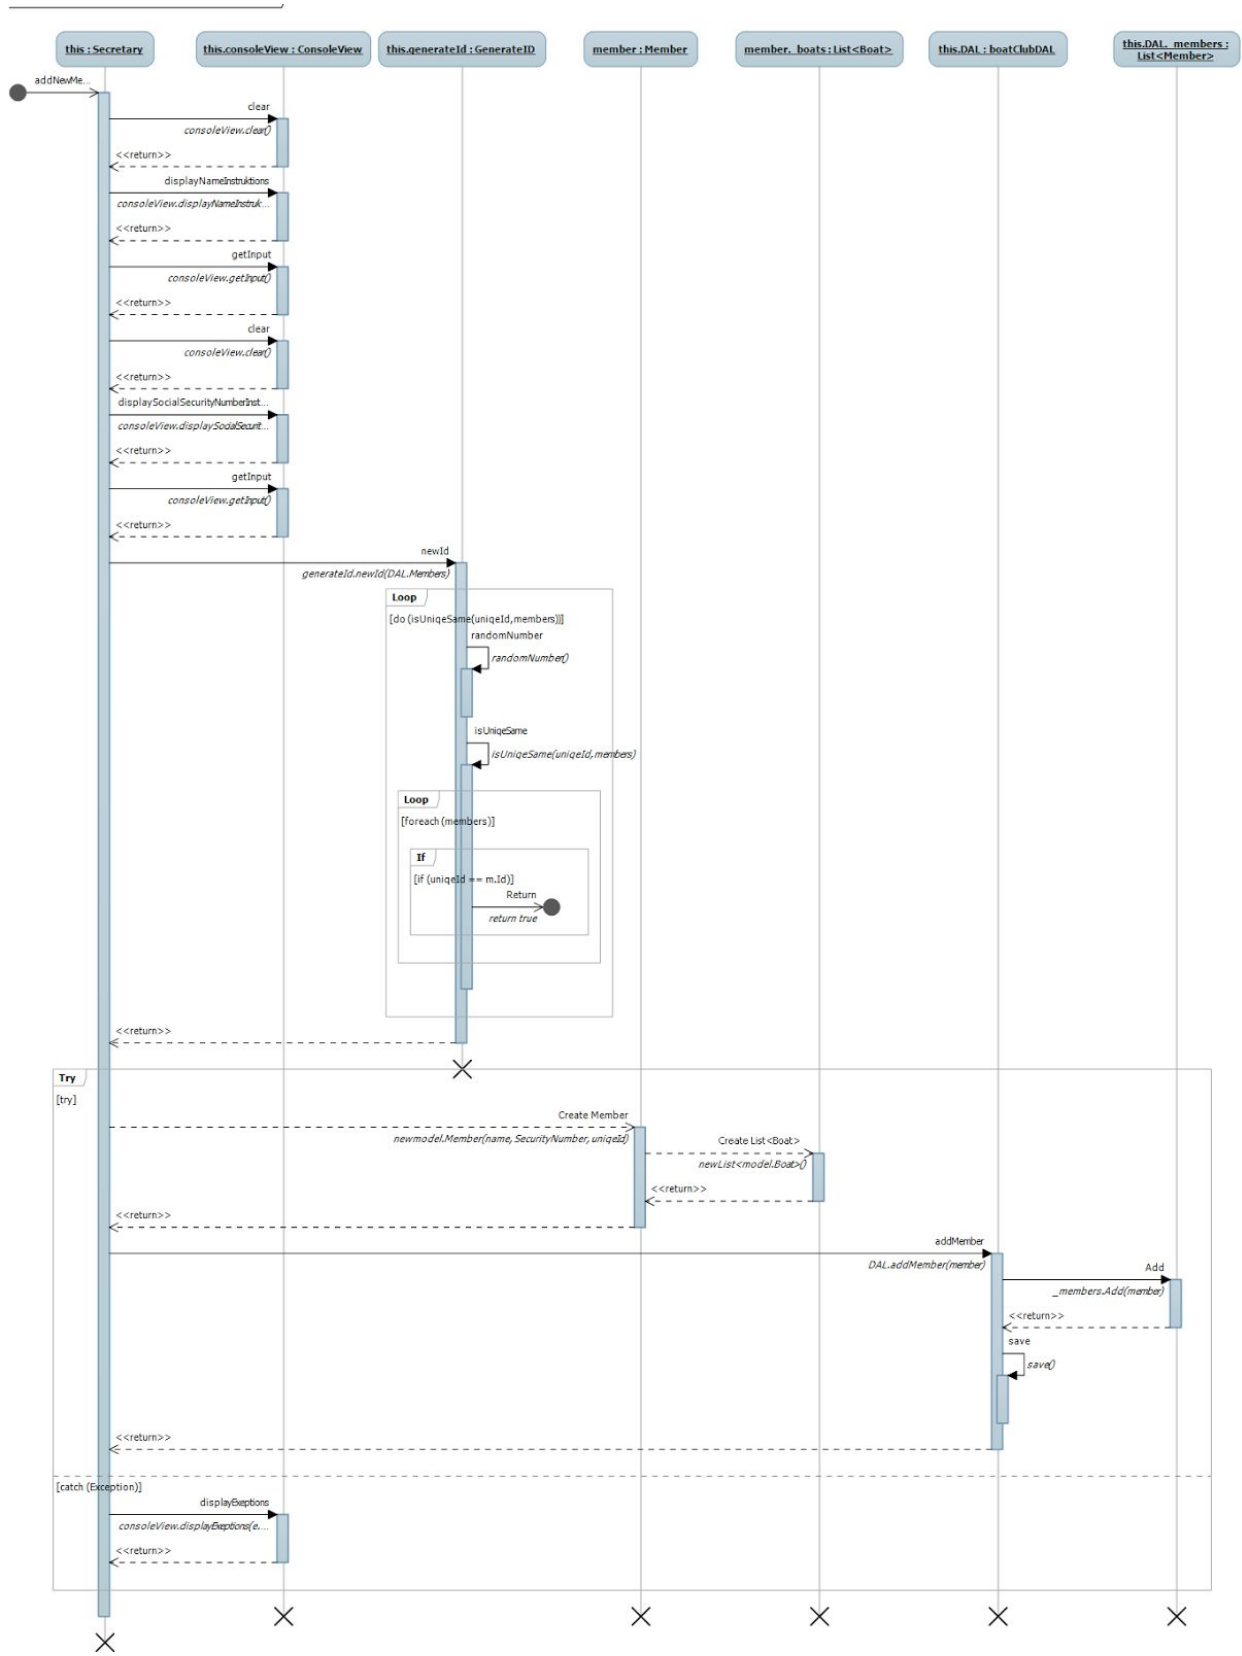 this : Secretary
this.consoleView : ConsoleView
this.generateId : GenerateID
member : Member
member._boats : List<Boat>
this.DAL : boatClubDAL
this.DAL._members :
List<Member>
addNewMe...
clear
consoleView.clear()
<<return>>
displayNameInstruktions
consoleView.displayNameInstruk...
<<return>>
getInput
consoleView.getInput()
<<return>>
clear
consoleView.clear()
<<return>>
displaySocialSecurityNumberInst...
consoleView.displaySocialSecurit...
<<return>>
getInput
consoleView.getInput()
<<return>>
newId
generateId.newId(DAL.Members)
Loop
[do (isUniqeSame(uniqeId,members))]
randomNumber
randomNumber()
isUniqeSame
isUniqeSame(uniqeId,members)
Loop
[foreach (members)]
If
[if (uniqeId == m.Id)]
Return
return true
<<return>>
Try
[try]
Create Member
newmodel.Member(name, SecurityNumber, uniqeId)
Create List<Boat>
newList<model.Boat>()
<<return>>
<<return>>
addMember
DAL.addMember(member)
Add
_members.Add(member)
<<return>>
save
save()
<<return>>
[catch (Exception)]
displayExeptions
consoleView.displayExeptions(e....
<<return>>